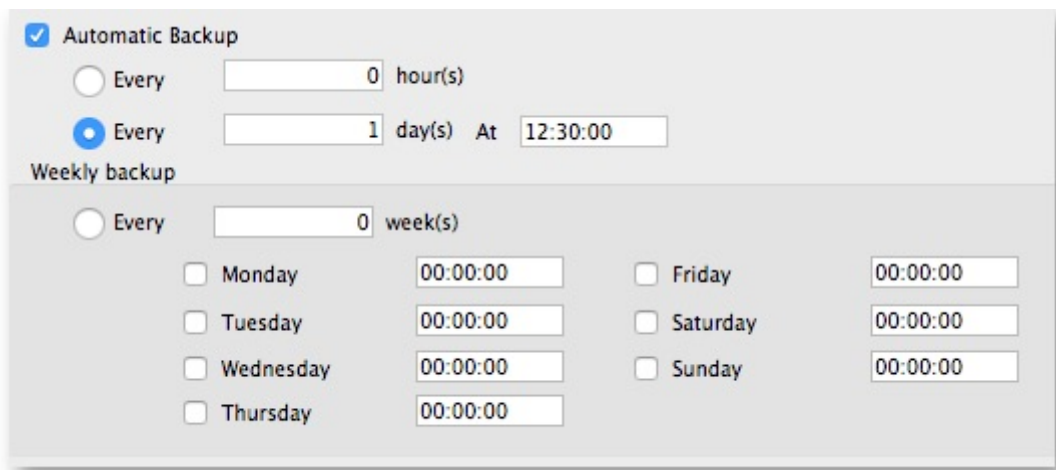 Automatic Backup
Every 0 hour(s)
Every 1 day(s) At 12:30:00
Weekly backup
Every 0 week(s)
Monday 00:00:00 Friday 00:00:00
Tuesday 00:00:00 Saturday 00:00:00
Wednesday 00:00:00 Sunday 00:00:00
Thursday 00:00:00